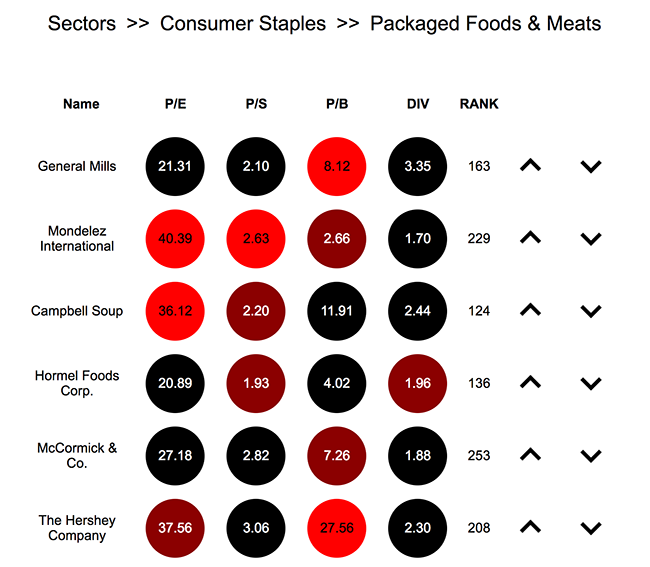 Sectors >> Consumer Staples >> Packaged Foods & Meats
Name P/E P/S P/B DIV RANK
General Mills 21.31 2.10 8.12 3.35 163
Mondelez
International 40.39 2.63 2.66 1.70 229
Campbell Soup 36.12 2.20 11.91 2.44 124
Hormel Foods
Corp. 20.89 1.93 4.02 1.96 136
McCormick &
Co. 27.18 2.82 7.26 1.88 253
The Hershey
Company 37.56 3.06 27.56 2.30 208